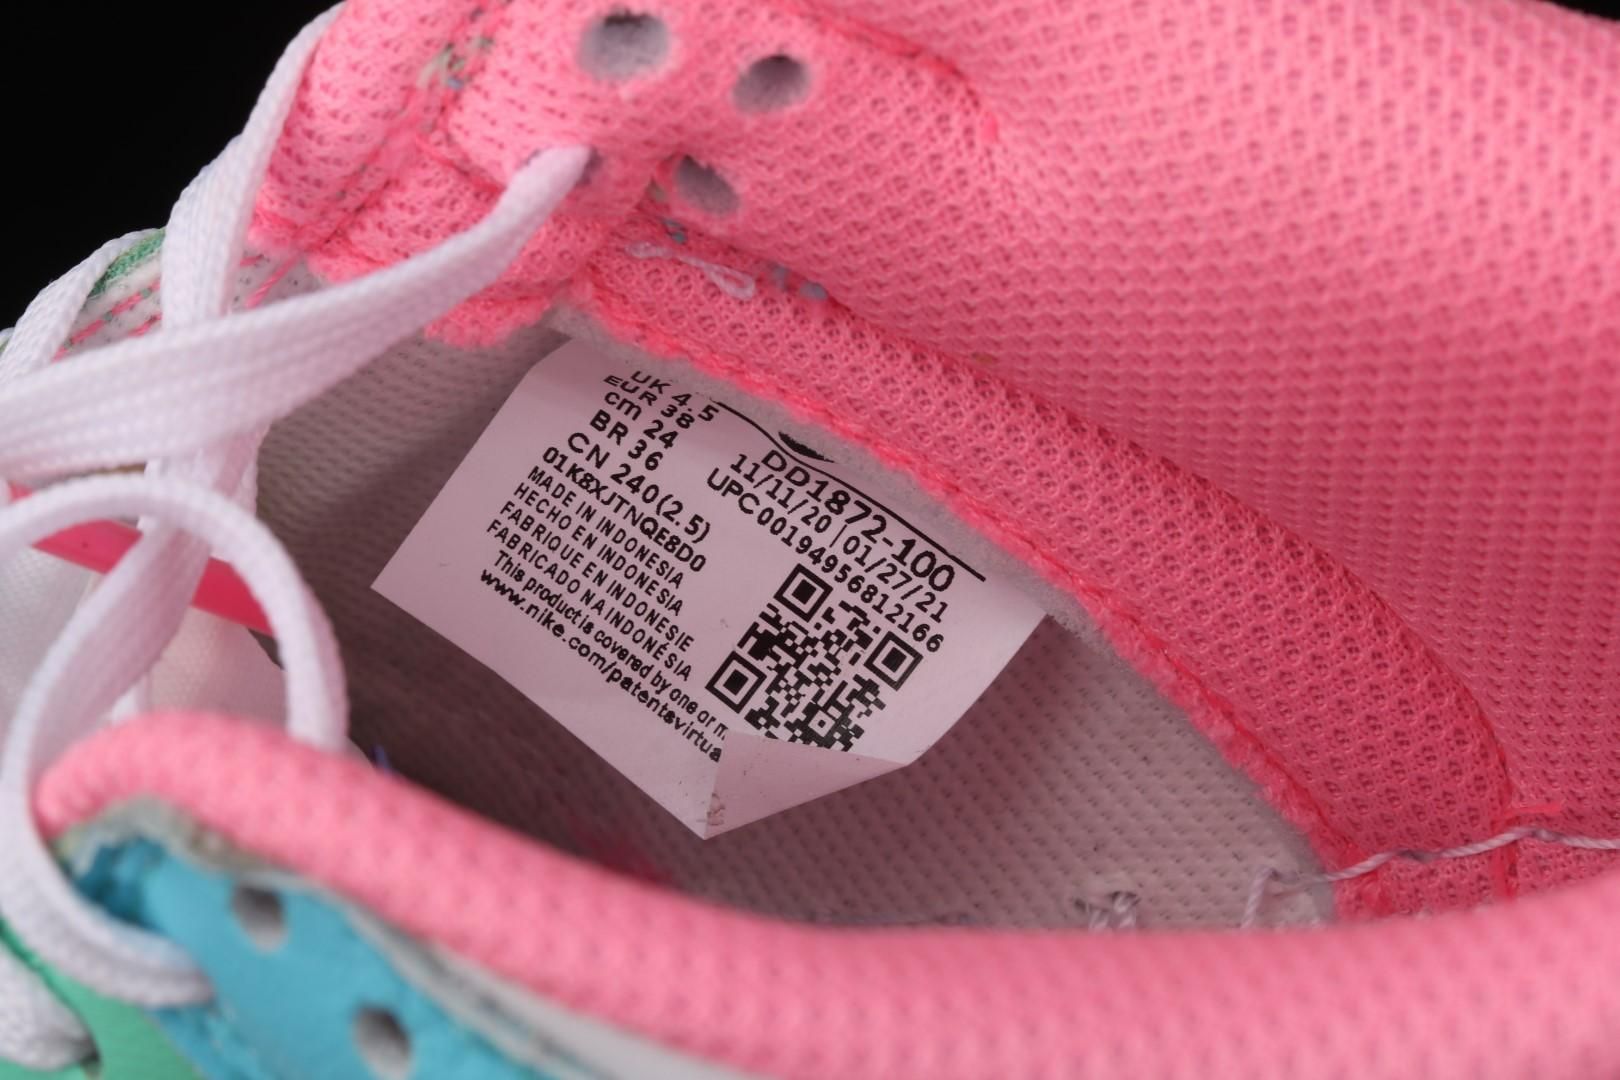 UK 4.5
EUR 38
cm 24
BR 36
CN 240(2.5)
01K8XJTNQE8D0
MADE IN INDONESIA
HECHO EN INDONESIA
FABRIQUE EN INDONESIE
FABRICADO NA INDONÉSIA
This product is covered by one or m
www.nike.com/patentsvirtua
DD1872-100
11/11/20 | 01/27/21
UPC00194956812166